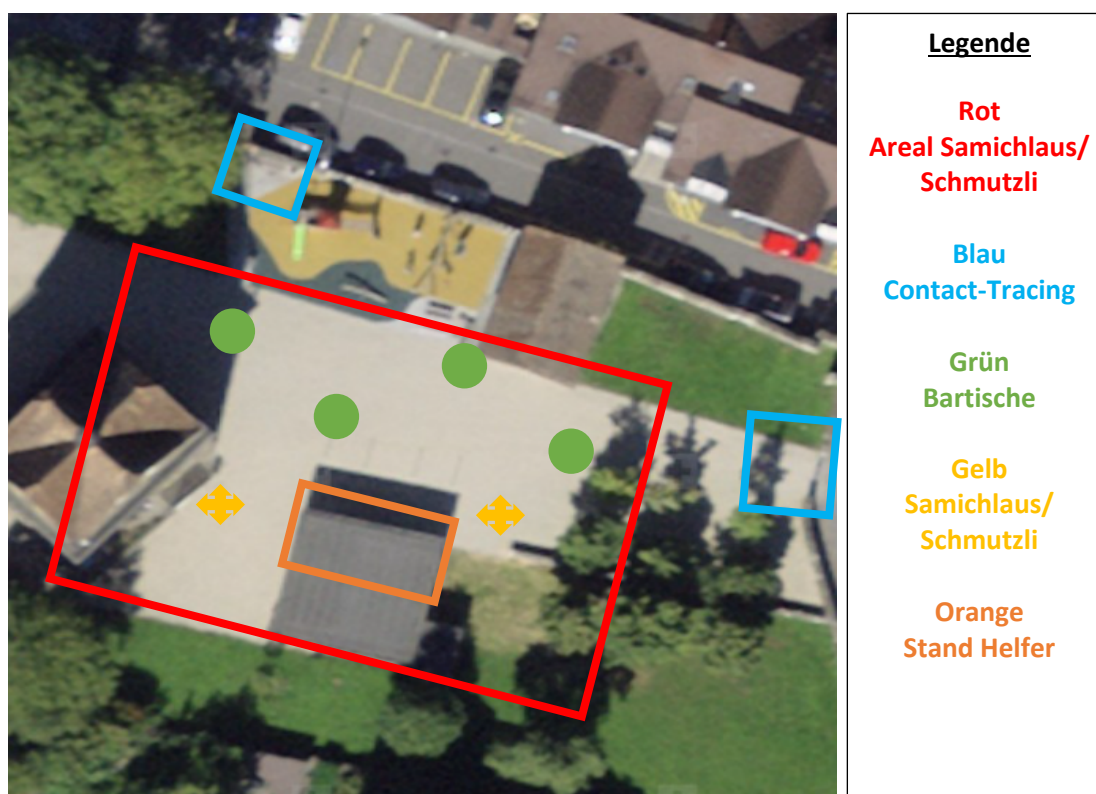 Legende
Rot
Areal Samichlaus/
Schmutzli
Blau
Contact-Tracing
Grün
Bartische
Gelb
Samichlaus/
Schmutzli
Orange
Stand Helfer